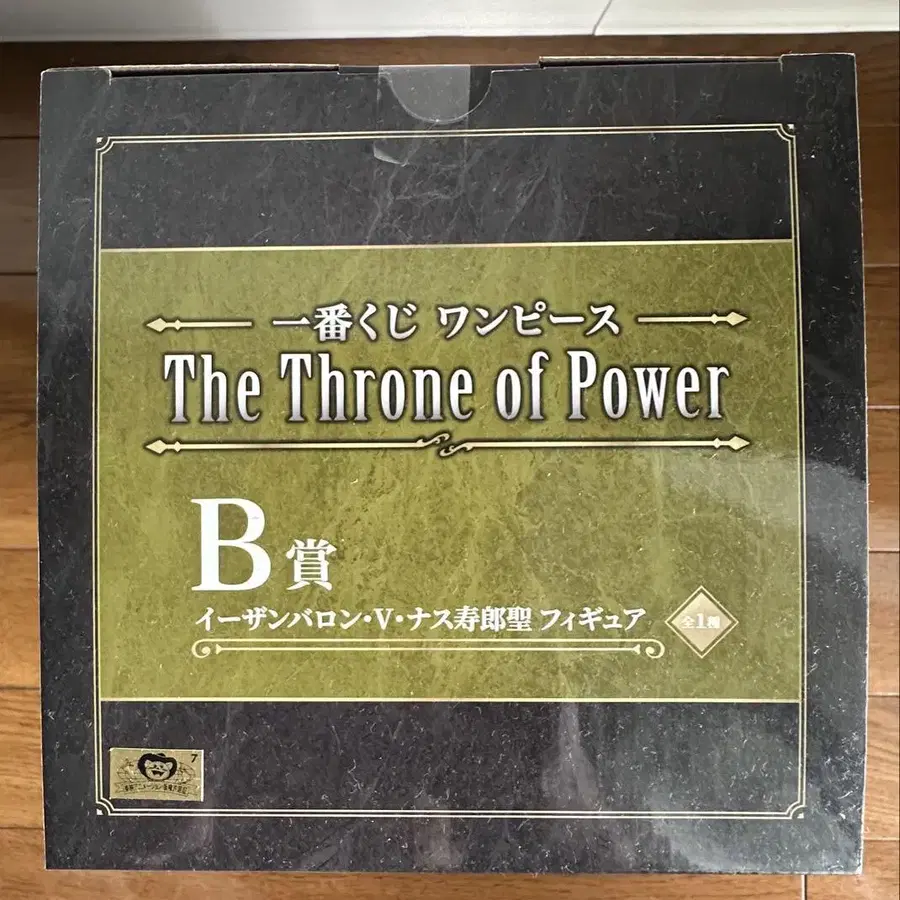 一番くじ ワンピース
The Throne of Power
B賞
イーザンバロン・V・ナス寿郎聖 フィギュア
全1種
7